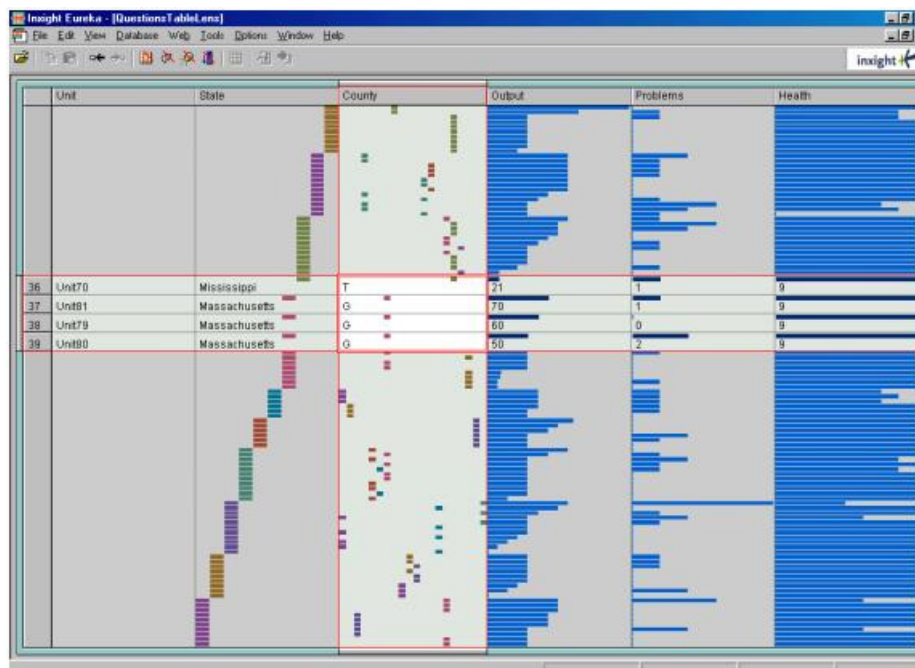 Inxight Eureka - [QuestionsTableLens]
File Edit View Database Web Tools Options Window Help
inxight
Unit State County Output Problems Health
36 Unit70 Mississippi T 21 1 9
37 Unit81 Massachusetts G 70 1 9
38 Unit79 Massachusetts G 60 0 9
39 Unit80 Massachusetts G 50 2 9